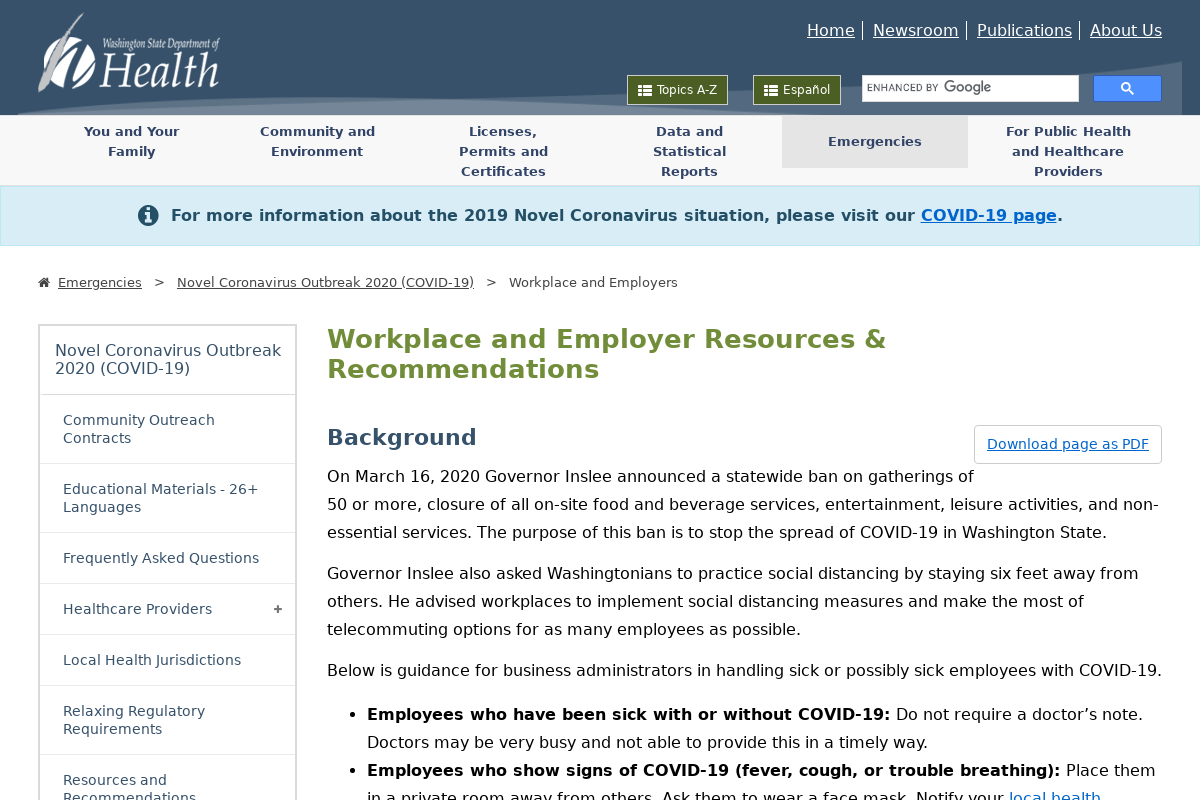 Washington State Department of
Health
Home
Newsroom
Publications
About Us
Topics A-Z
Español
ENHANCED BY Google
You and Your
Family
Community and
Environment
Licenses,
Permits and
Certificates
Data and
Statistical
Reports
Emergencies
For Public Health
and Healthcare
Providers
For more information about the 2019 Novel Coronavirus situation, please visit our COVID-19 page.
Emergencies > Novel Coronavirus Outbreak 2020 (COVID-19) > Workplace and Employers
Novel Coronavirus Outbreak
2020 (COVID-19)
Community Outreach
Contracts
Educational Materials - 26+
Languages
Frequently Asked Questions
Healthcare Providers +
Local Health Jurisdictions
Relaxing Regulatory
Requirements
Resources and
Recommendations
Workplace and Employer Resources &
Recommendations
Background
Download page as PDF
On March 16, 2020 Governor Inslee announced a statewide ban on gatherings of
50 or more, closure of all on-site food and beverage services, entertainment, leisure activities, and non-
essential services. The purpose of this ban is to stop the spread of COVID-19 in Washington State.
Governor Inslee also asked Washingtonians to practice social distancing by staying six feet away from
others. He advised workplaces to implement social distancing measures and make the most of
telecommuting options for as many employees as possible.
Below is guidance for business administrators in handling sick or possibly sick employees with COVID-19.
• Employees who have been sick with or without COVID-19: Do not require a doctor’s note.
Doctors may be very busy and not able to provide this in a timely way.
• Employees who show signs of COVID-19 (fever, cough, or trouble breathing): Place them
in a private room away from others. Ask them to wear a face mask. Notify your local health